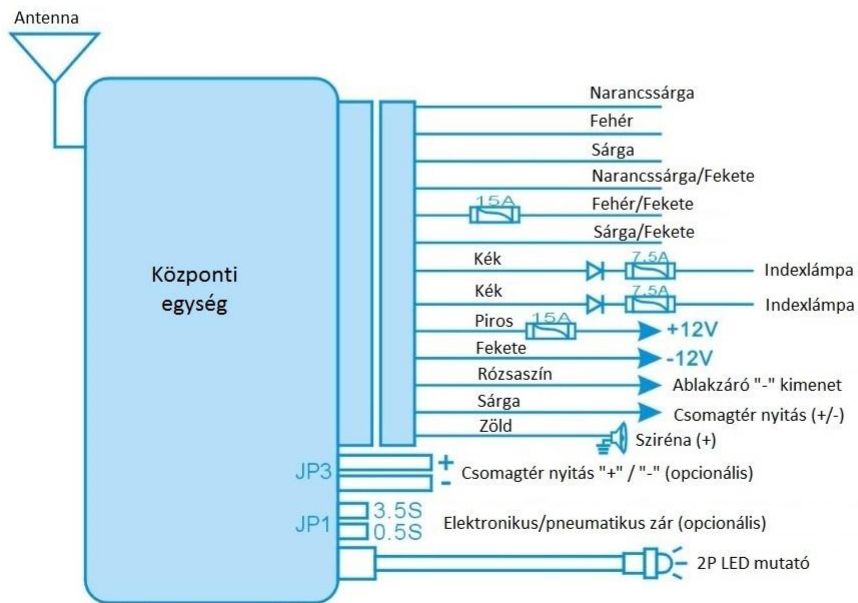 Antenna
Narancssárga
Fehér
Sárga
Narancssárga/Fekete
15A
Fehér/Fekete
Sárga/Fekete
Kék
7.5A
Indexlámpa
Központi
egység
Kék
7.5A
Indexlámpa
Piros
15A
+12V
Fekete
-12V
Rózsaszín
Ablakzáró "-" kimenet
Sárga
Csomagtér nyitás (+/-)
Zöld
Sziréna (+)
JP3
+
-
Csomagtér nyitás "+" / "-" (opcionális)
JP1
3.5S
0.5S
Elektronikus/pneumatikus zár (opcionális)
2P LED mutató